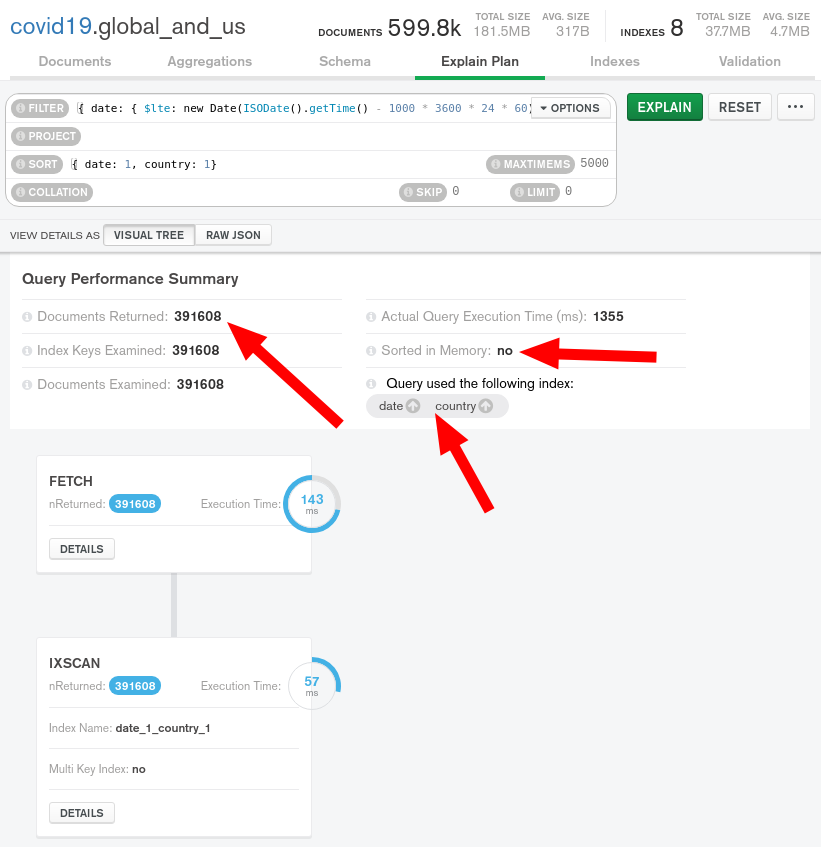 covid19.global_and_us
DOCUMENTS 599.8k TOTAL SIZE 181.5MB AVG. SIZE 317B INDEXES 8 TOTAL SIZE 37.7MB AVG. SIZE 4.7MB
Documents Aggregations Schema Explain Plan Indexes Validation
FILTER { date: { $lte: new Date(ISODate().getTime() - 1000 * 3600 * 24 * 60) OPTIONS EXPLAIN RESET ...
PROJECT
SORT { date: 1, country: 1} MAXTIMEMS 5000
COLLATION SKIP 0 LIMIT 0
VIEW DETAILS AS VISUAL TREE RAW JSON
Query Performance Summary
Documents Returned: 391608 Actual Query Execution Time (ms): 1355
Index Keys Examined: 391608 Sorted in Memory: no
Documents Examined: 391608 Query used the following index:
date country
FETCH
nReturned: 391608 Execution Time: 143 ms
DETAILS
IXSCAN
nReturned: 391608 Execution Time: 57 ms
Index Name: date_1_country_1
Multi Key Index: no
DETAILS